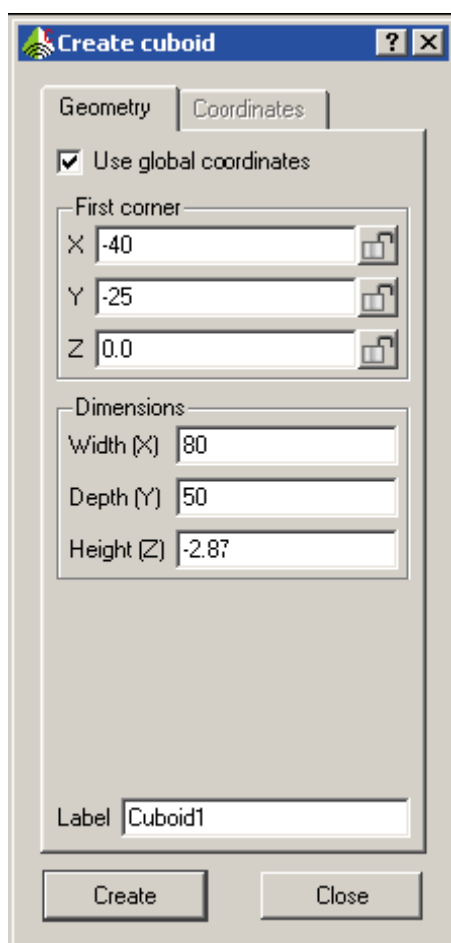 Create cuboid ? ×
Geometry Coordinates
Use global coordinates
First corner
X -40
Y -25
Z 0.0
Dimensions
Width (X) 80
Depth (Y) 50
Height (Z) -2.87
Label Cuboid1
Create Close